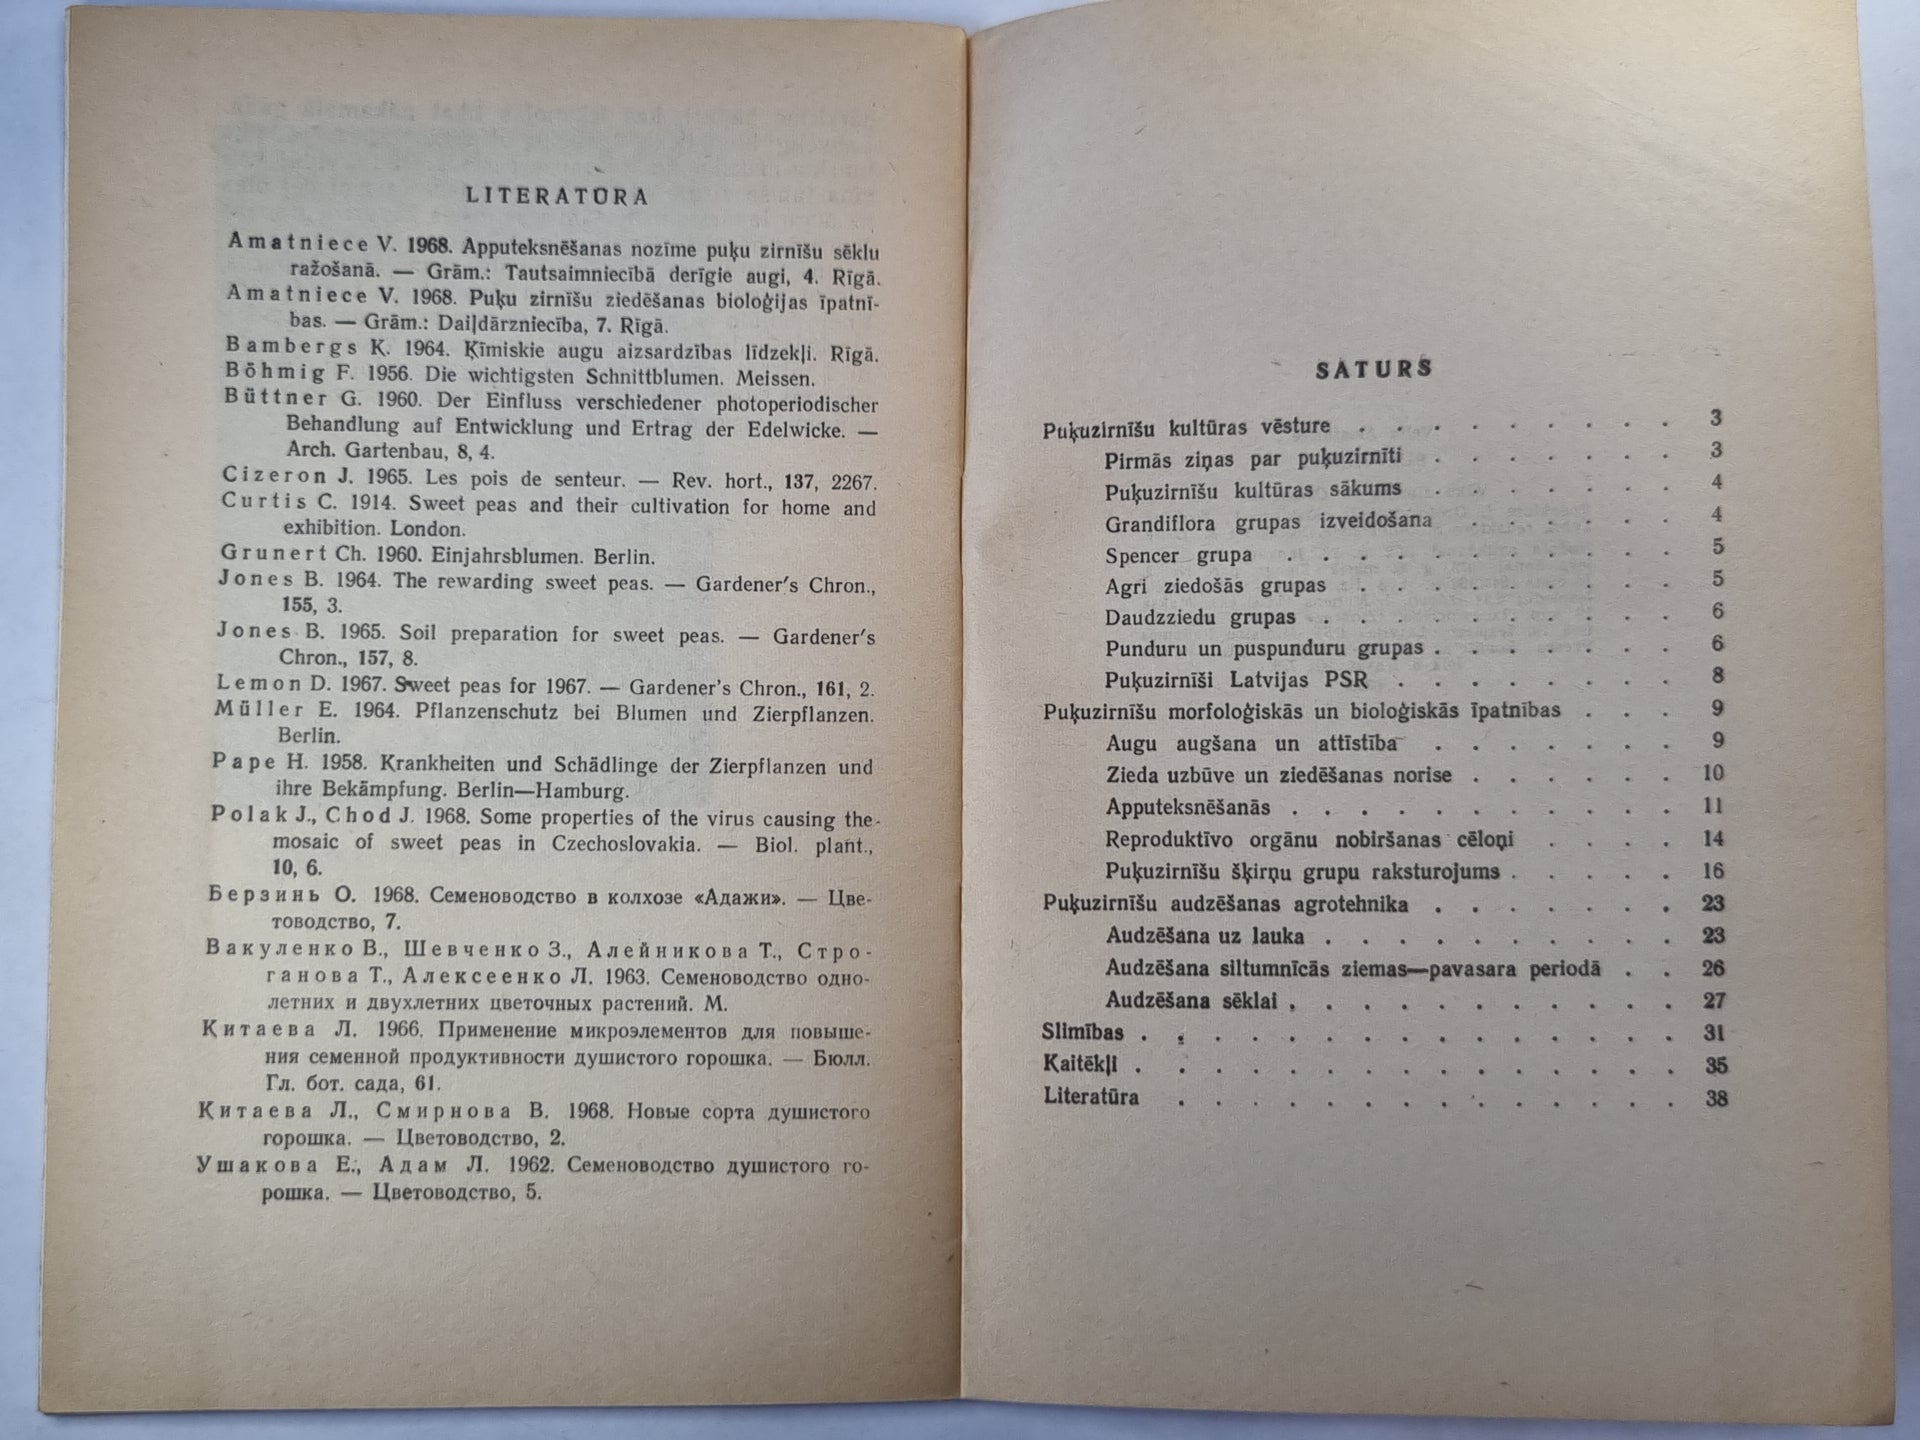 LITERATŪRA
Amatniece V. 1968. Apputeksnēšanas nozīme puķu zirnīšu sēklu
ražošanā. — Grām.: Tautsaimniecībā derīgie augi, 4. Rīgā.
Amatniece V. 1968. Puķu zirnīšu ziedēšanas bioloģijas īpatnī-
bas. — Grām.: Daiļdārzniecība, 7. Rīgā.
Bambergs K. 1964. Ķīmiskie augu aizsardzības līdzekļi. Rīgā.
Böhmig F. 1956. Die wichtigsten Schnittblumen. Meissen.
Büttner G. 1960. Der Einfluss verschiedener photoperiodischer
Behandlung auf Entwicklung und Ertrag der Edelwicke. —
Arch. Gartenbau, 8, 4.
Cizeron J. 1965. Les pois de senteur. — Rev. hort., 137, 2267.
Curtis C. 1914. Sweet peas and their cultivation for home and
exhibition. London.
Grunert Ch. 1960. Einjahrsblumen. Berlin.
Jones B. 1964. The rewarding sweet peas. — Gardener's Chron.,
155, 3.
Jones B. 1965. Soil preparation for sweet peas. — Gardener's
Chron., 157, 8.
Lemon D. 1967. Sweet peas for 1967. — Gardener's Chron., 161, 2.
Müller E. 1964. Pflanzenschutz bei Blumen und Zierpflanzen.
Berlin.
Pape H. 1958. Krankheiten und Schädlinge der Zierpflanzen und
ihre Bekämpfung. Berlin—Hamburg.
Polak J., Chod J. 1968. Some properties of the virus causing the
mosaic of sweet peas in Czechoslovakia. — Biol. plant.,
10, 6.
Берзинь О. 1968. Семеноводство в колхозе «Адажи». — Цве-
товодство, 7.
Вакуленко В., Шевченко З., Алейникова Т., Стро-
ганова Т., Алексеенко Л. 1963. Семеноводство одно-
летних и двухлетних цветочных растений. М.
Китаева Л. 1966. Применение микроэлементов для повыше-
ния семенной продуктивности душистого горошка. — Бюлл.
Гл. бот. сада, 61.
Китаева Л., Смирнова В. 1968. Новые сорта душистого
горошка. — Цветоводство, 2.
Ушакова Е., Адам Л. 1962. Семеноводство душистого го-
рошка. — Цветоводство, 5.
SATURS
Puķuzirnīšu kultūras vēsture . . . . . . . . . 3
Pirmās ziņas par puķuzirnīti . . . . . . . 3
Puķuzirnīšu kultūras sākums . . . . . . . 4
Grandiflora grupas izveidošana . . . . . . 4
Spencer grupa . . . . . . . . . . . 5
Agri ziedošās grupas . . . . . . . . . 5
Daudzziedu grupas . . . . . . . . . . 6
Punduru un puspunduru grupas . . . . . . . 6
Puķuzirnīši Latvijas PSR . . . . . . . . 8
Puķuzirnīšu morfoloģiskās un bioloģiskās īpatnības . . . 9
Augu augšana un attīstība . . . . . . . 9
Zieda uzbūve un ziedēšanas norise . . . . . . 10
Apputeksnēšanās . . . . . . . . . . . 11
Reproduktīvo orgānu nobiršanas cēloņi . . . . 14
Puķuzirnīšu šķirņu grupu raksturojums . . . . . 16
Puķuzirnīšu audzēšanas agrotehnika . . . . . . . 23
Audzēšana uz lauka . . . . . . . . . . 23
Audzēšana siltumnīcās ziemas—pavasara periodā . . 26
Audzēšana sēklai . . . . . . . . . . . 27
Slimības . . . . . . . . . . . . . . . 31
Kaitēkļi . . . . . . . . . . . . . . . 35
Literatūra . . . . . . . . . . . . . . 38